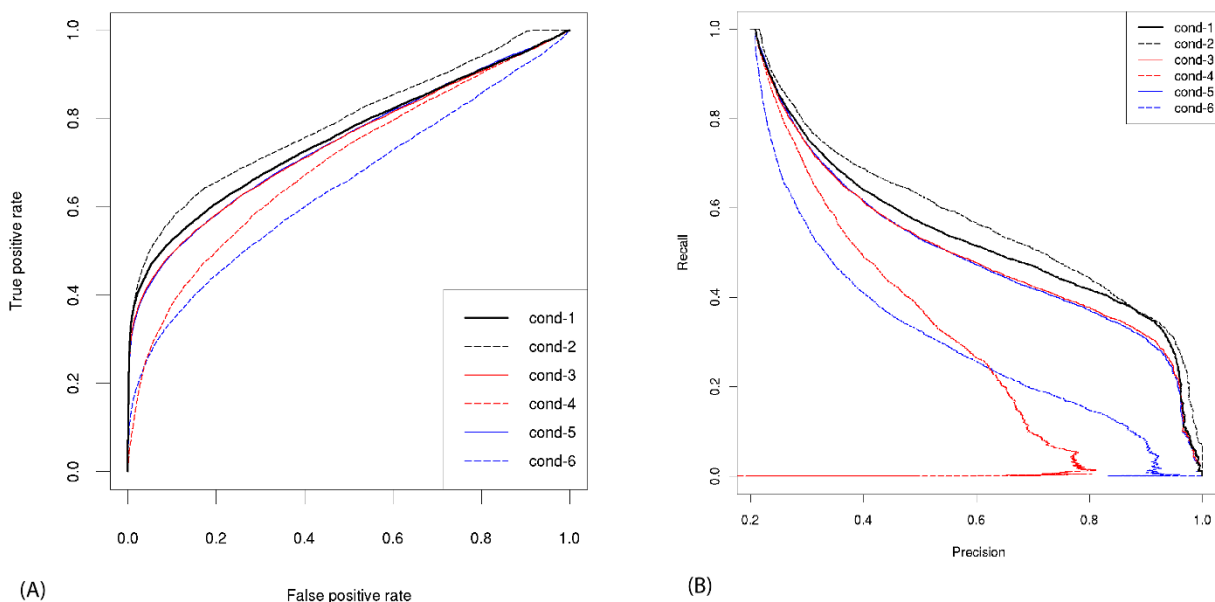 1.0
0.8
0.6
0.4
0.2
0.0
True positive rate
0.0 0.2 0.4 0.6 0.8 1.0
False positive rate
cond-1
cond-2
cond-3
cond-4
cond-5
cond-6
(A)
1.0
0.8
0.6
0.4
0.2
0.0
Recall
0.2 0.4 0.6 0.8 1.0
Precision
cond-1
cond-2
cond-3
cond-4
cond-5
cond-6
(B)